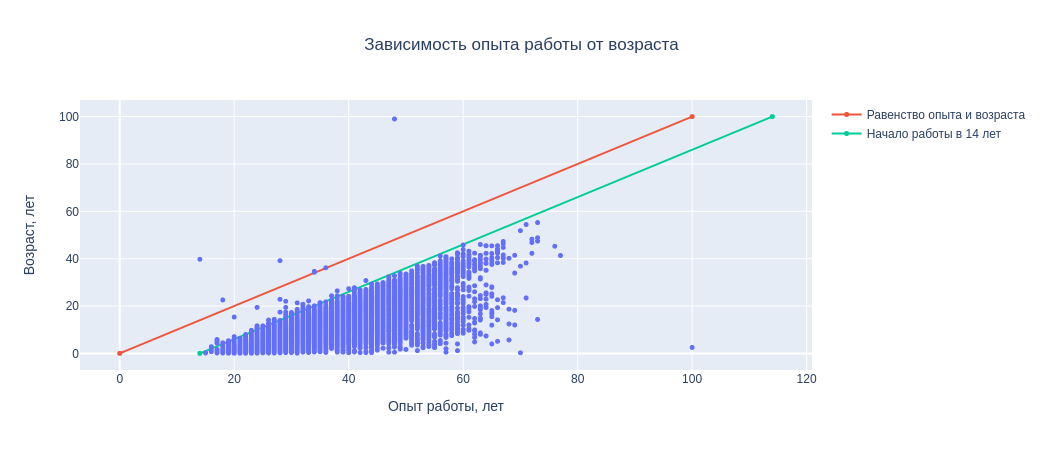 Зависимость опыта работы от возраста
Равенство опыта и возраста
Начало работы в 14 лет
Возраст, лет
100
80
60
40
20
0
0
20
40
60
80
100
120
Опыт работы, лет